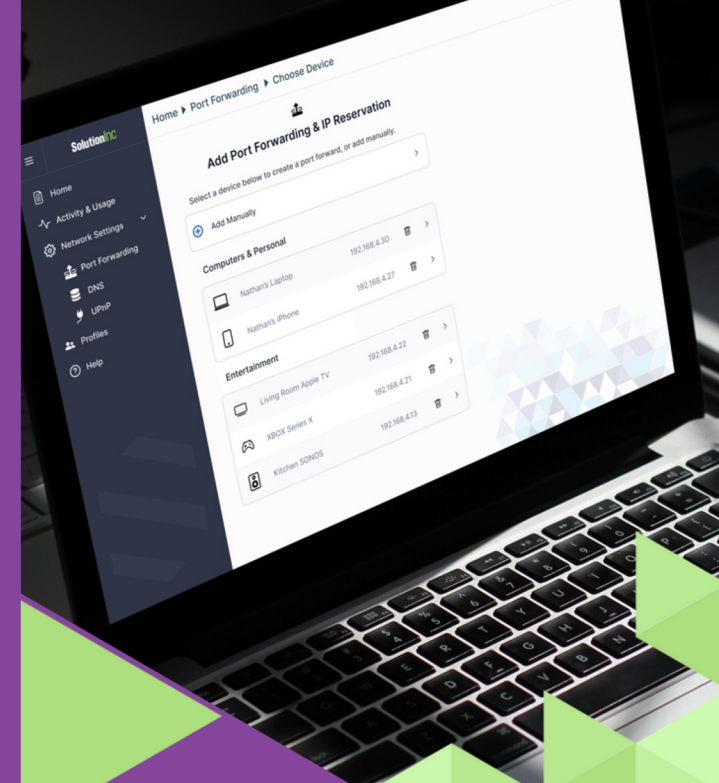 Home Port Forwarding Choose Device
SolutionInc
Add Port Forwarding & IP Reservation
Select a device below to create a port forward, or add manually.
Add Manually
Home
Activity & Usage
Network Settings
Port Forwarding
DNS
UPnP
Profiles
Help
Computers & Personal
Nathan's Laptop 192.168.4.30
Nathan's iPhone 192.168.4.27
Entertainment
Living Room Apple TV 192.168.4.22
XBOX Series X 192.168.4.21
Kitchen SONOS 192.168.4.13